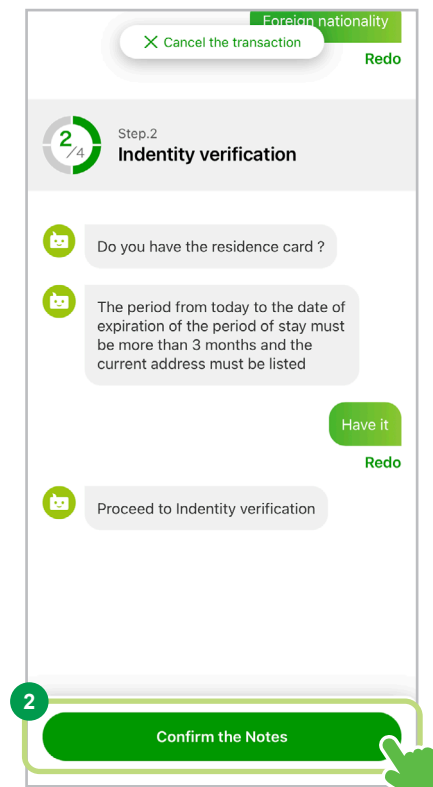 Foreign nationality
Cancel the transaction
Redo
2/4
Step.2
Indentity verification
Do you have the residence card ?
The period from today to the date of
expiration of the period of stay must
be more than 3 months and the
current address must be listed
Have it
Redo
Proceed to Indentity verification
2
Confirm the Notes